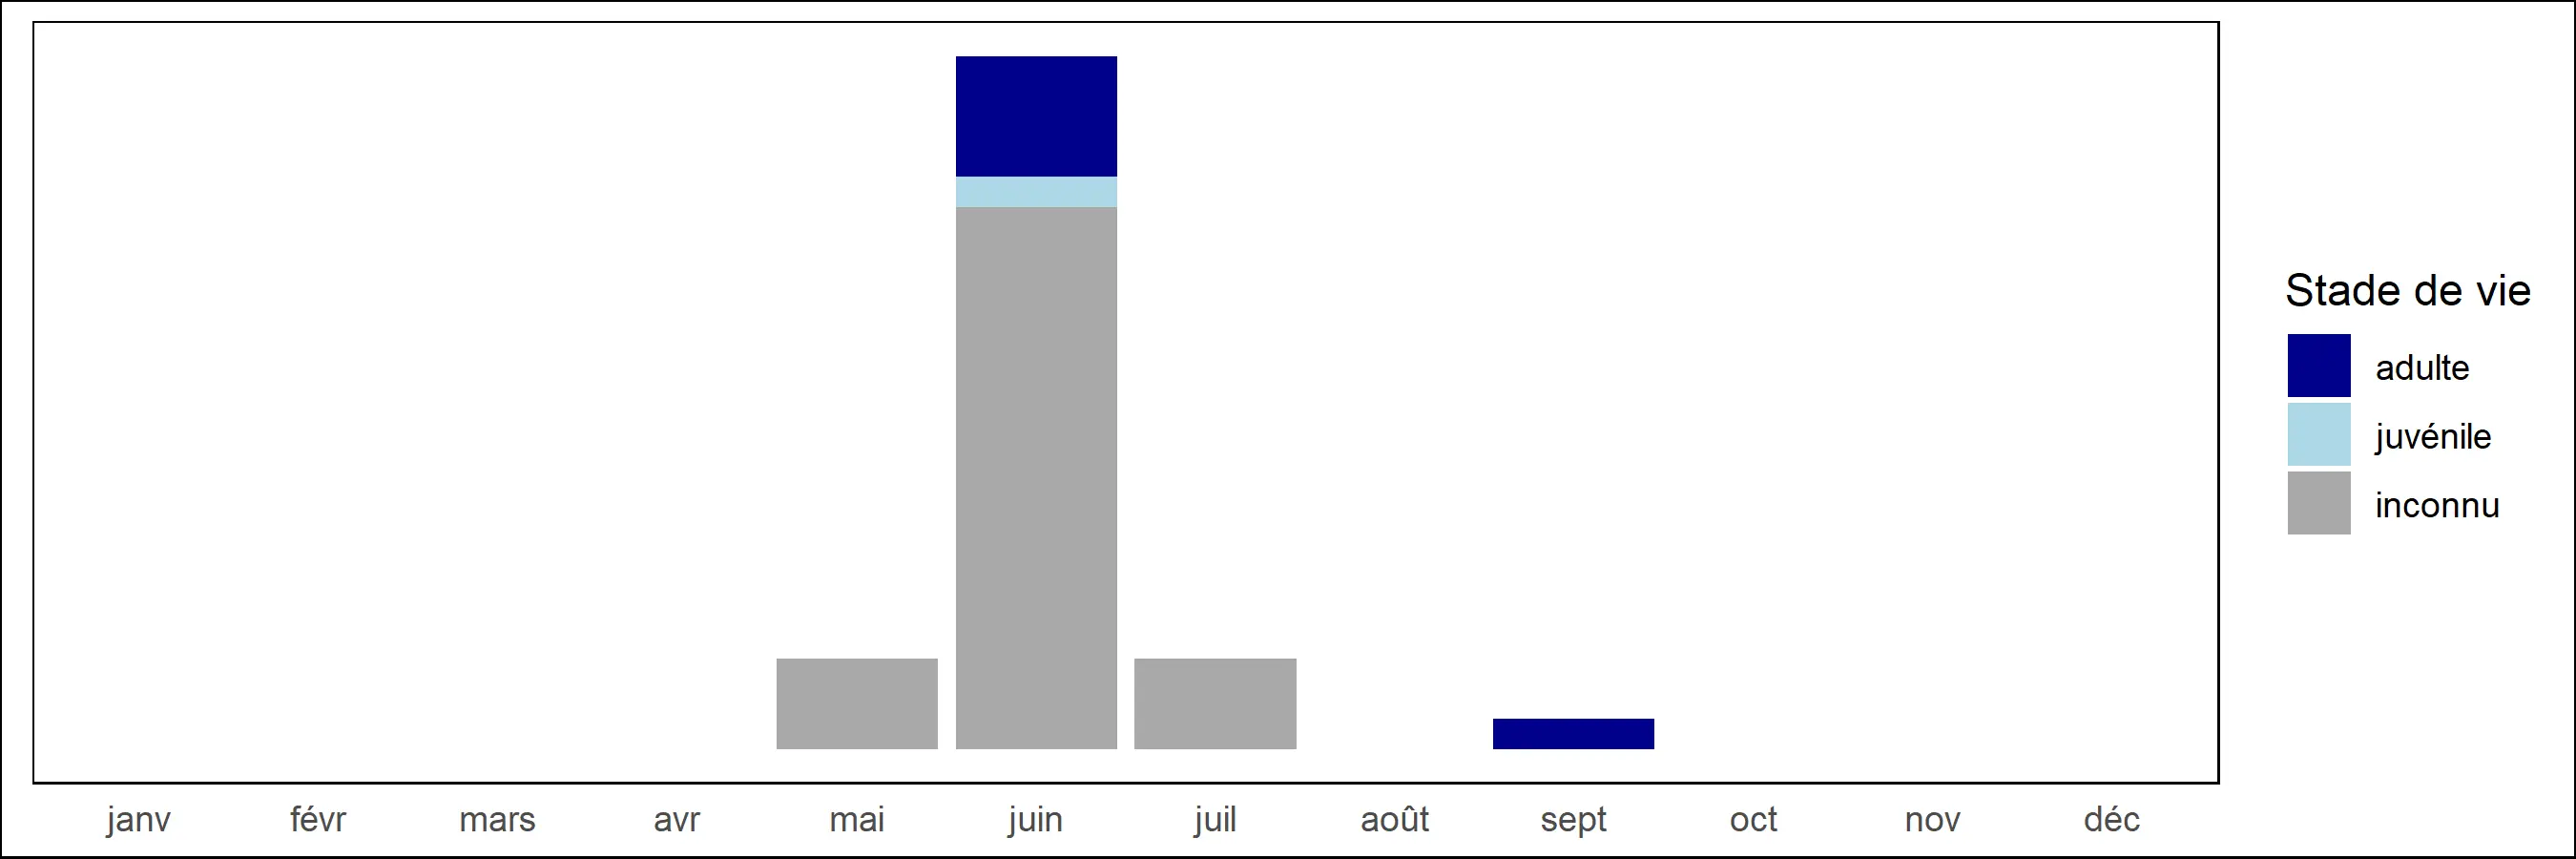 Stade de vie
adulte
juvénile
inconnu
janv févr mars avr mai juin juil août sept oct nov déc